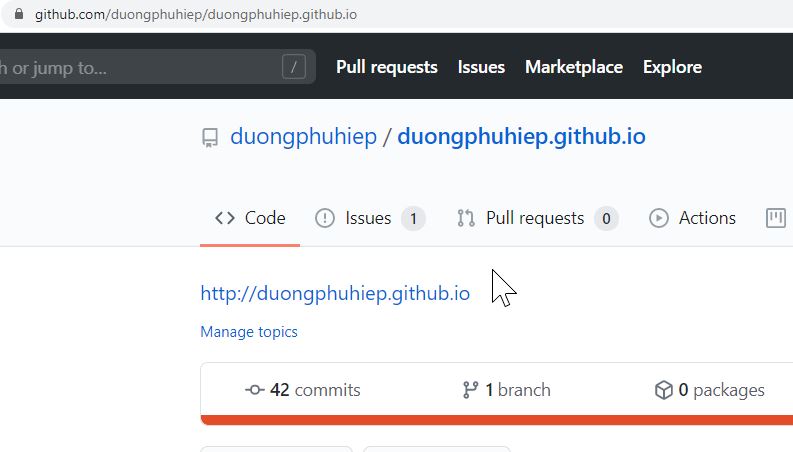 github.com/duongphuhiep/duongphuhiep.github.io
h or jump to... / Pull requests Issues Marketplace Explore
duongphuhiep / duongphuhiep.github.io
Code Issues 1 Pull requests 0 Actions
http://duongphuhiep.github.io
Manage topics
42 commits 1 branch 0 packages